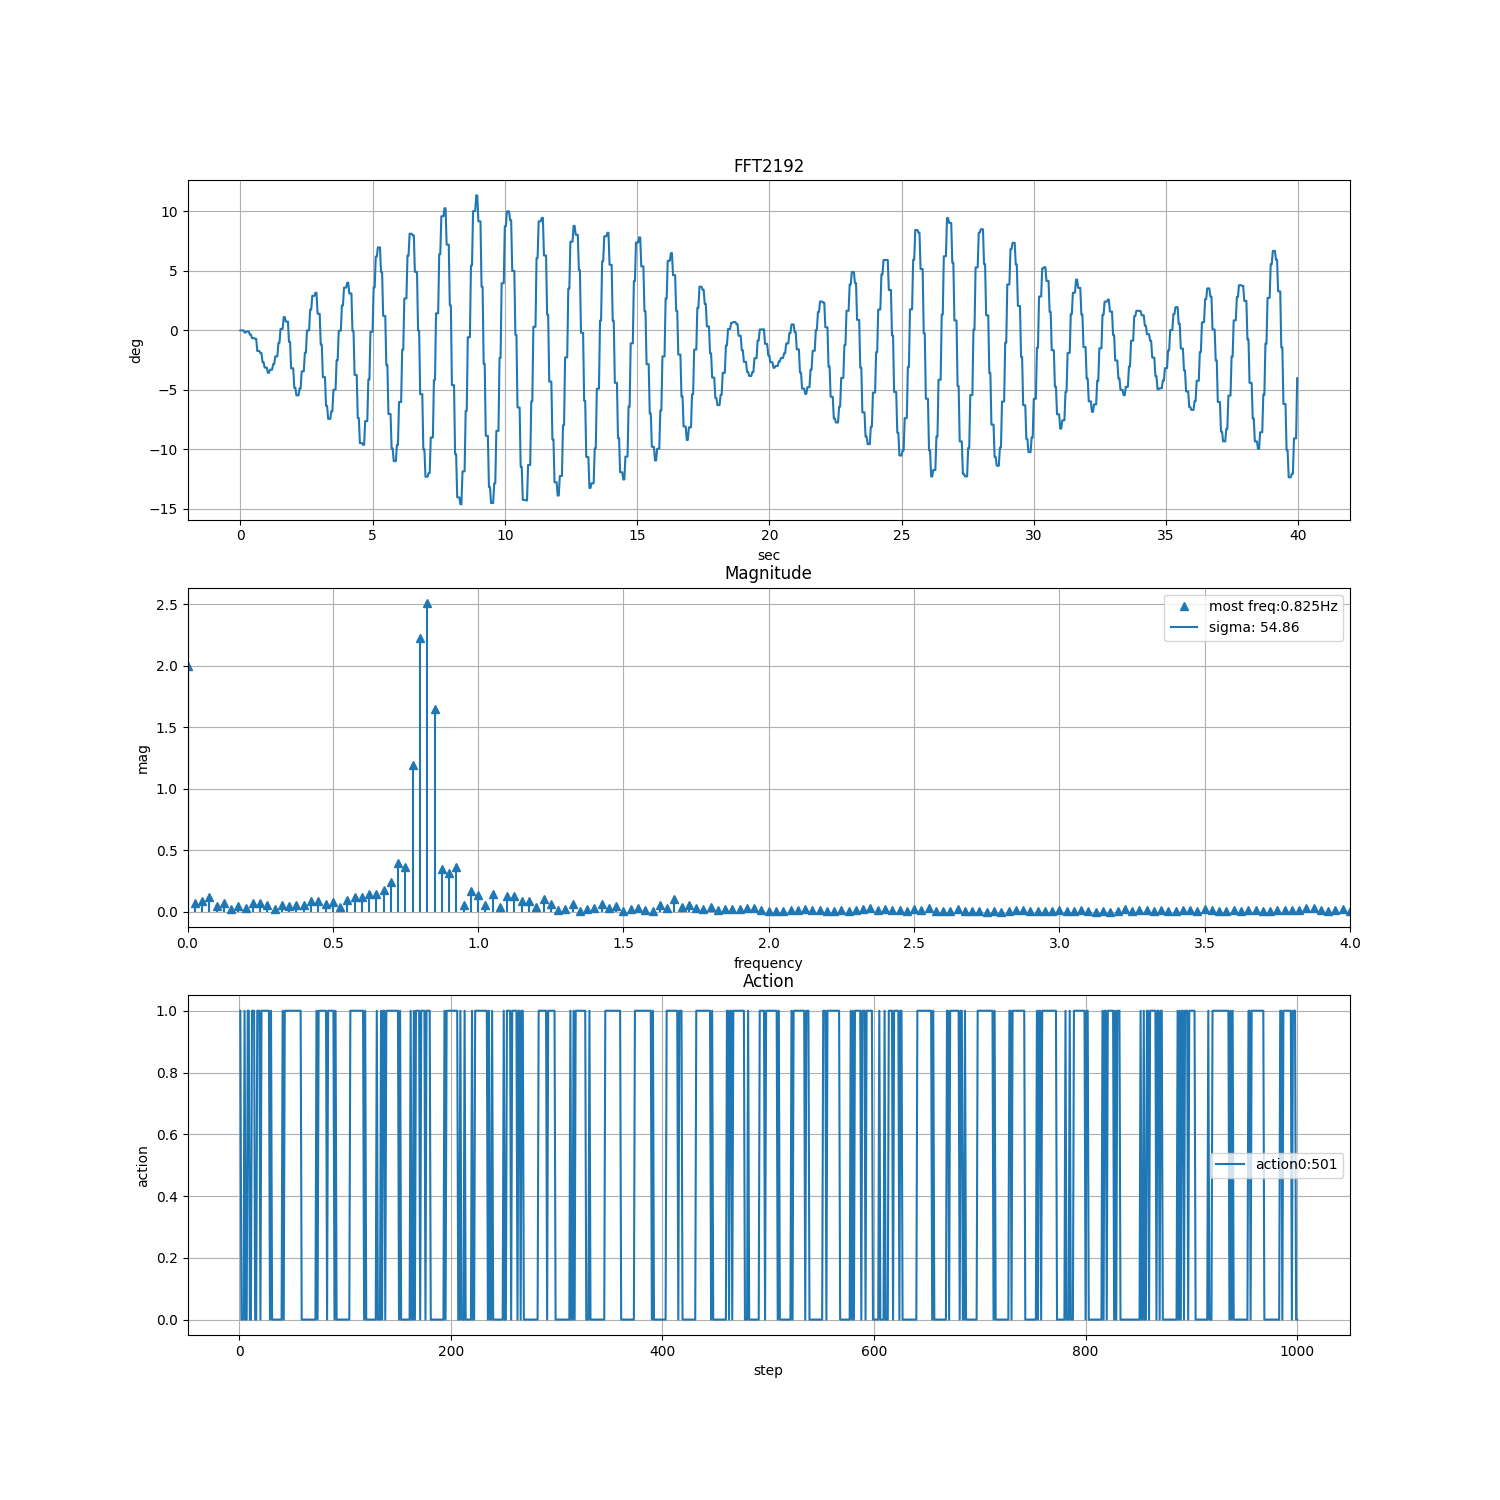 FFT2192
10
5
0
−5
−10
−15
deg
0 5 10 15 20 25 30 35 40
sec
Magnitude
2.5
2.0
1.5
1.0
0.5
0.0
mag
most freq:0.825Hz
sigma: 54.86
0.0 0.5 1.0 1.5 2.0 2.5 3.0 3.5 4.0
frequency
Action
1.0
0.8
0.6
0.4
0.2
0.0
action
action0:501
0 200 400 600 800 1000
step